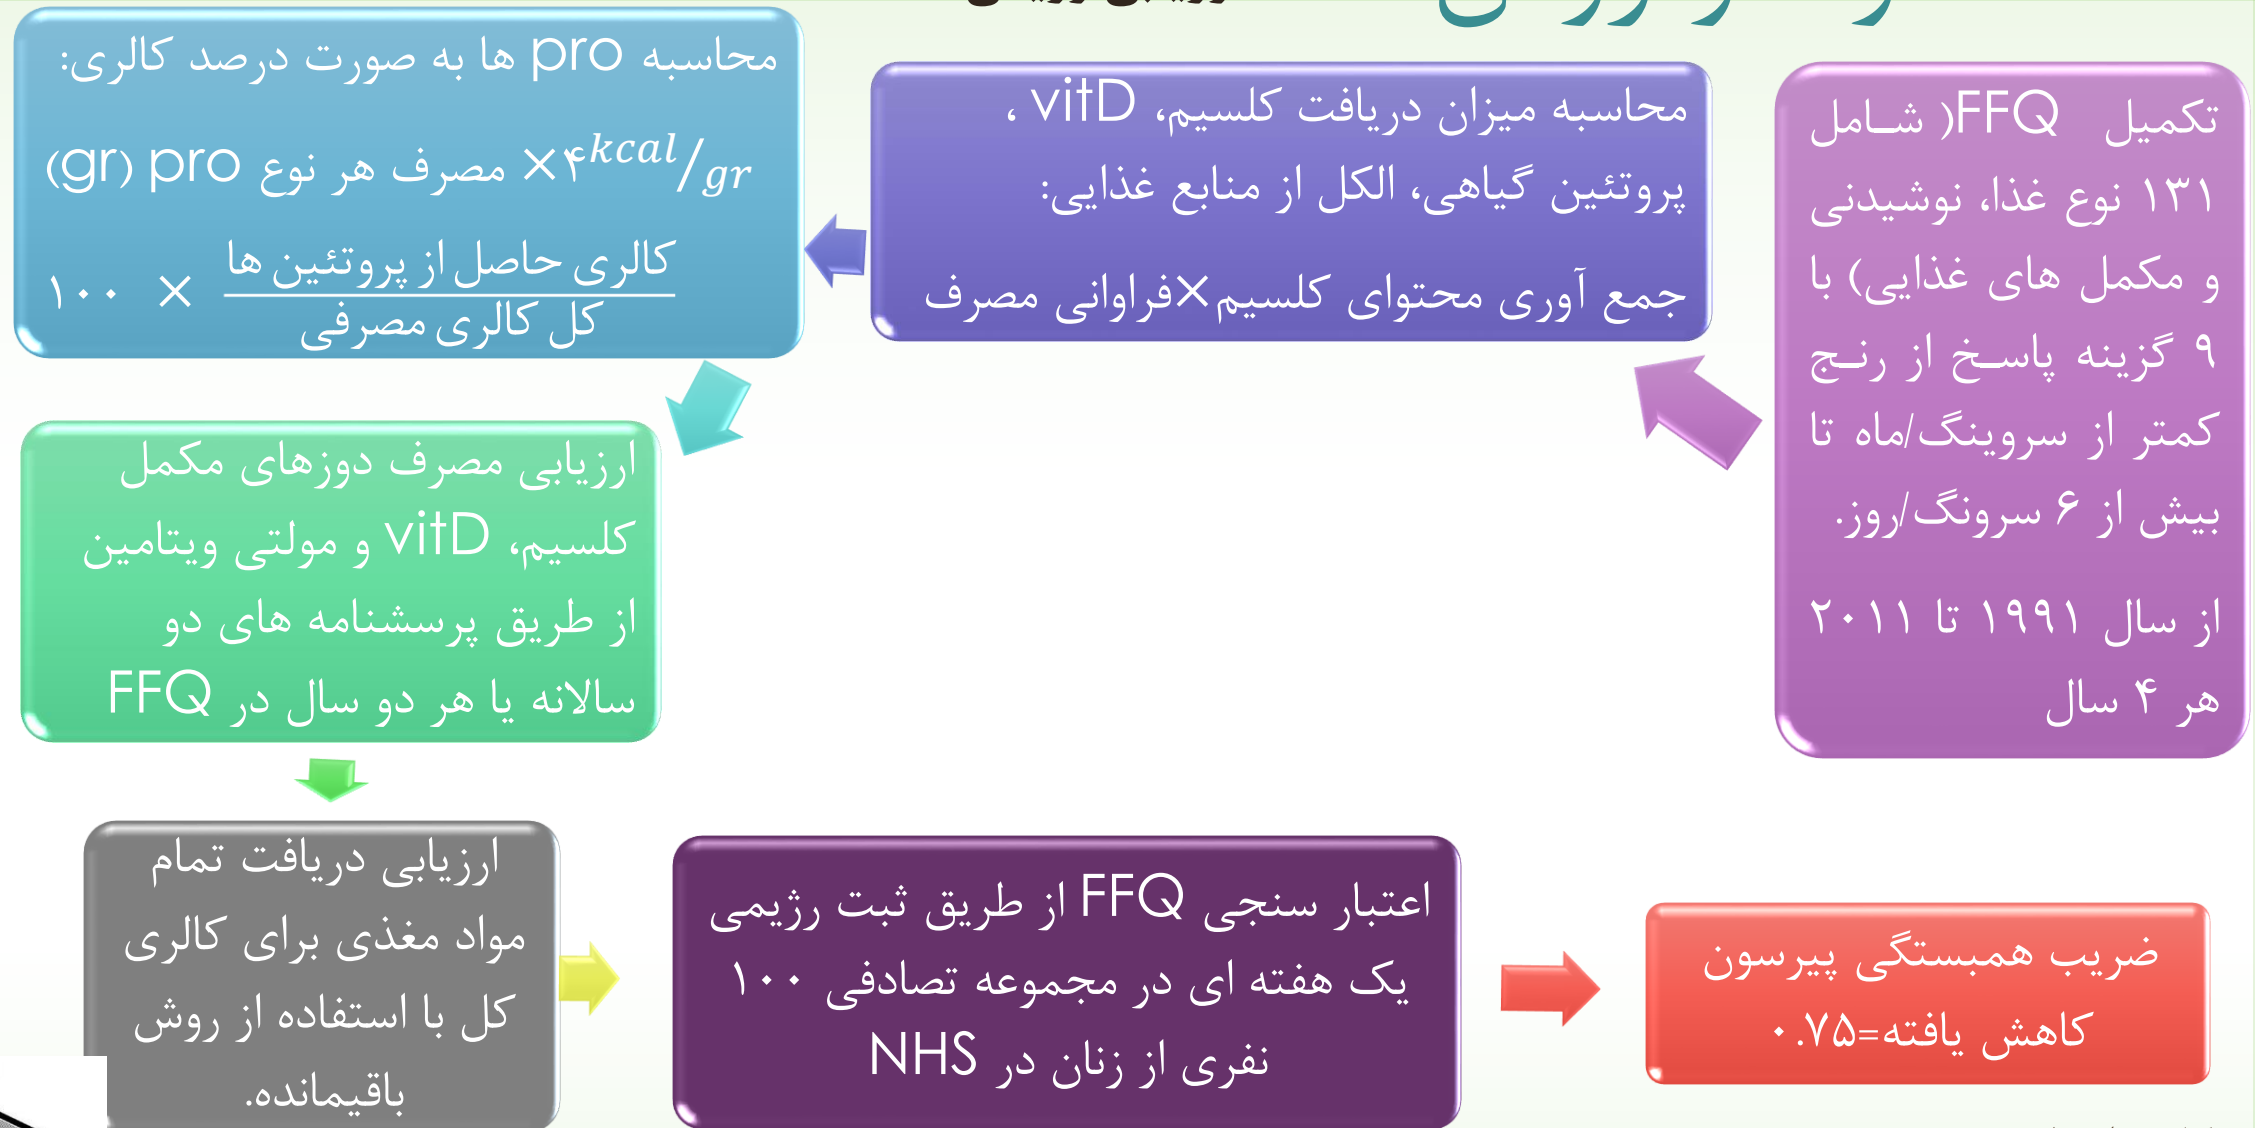 تکمیل FFQ( شامل
۱۳۱ نوع غذا، نوشیدنی
و مکمل های غذایی) با
۹ گزینه پاسخ از رنج
کمتر از سروینگ/ماه تا
بیش از ۶ سرونگ/روز.
از سال ۱۹۹۱ تا ۲۰۱۱
هر ۴ سال
محاسبه میزان دریافت کلسیم، vitD ،
پروتئین گیاهی، الکل از منابع غذایی:
جمع آوری محتوای کلسیم×فراوانی مصرف
محاسبه pro ها به صورت درصد کالری:
(gr) pro مصرف هر نوع ×۴kcal/gr
کالری حاصل از پروتئین ها
× ۱۰۰
کل کالری مصرفی
ارزیابی مصرف دوزهای مکمل
کلسیم، vitD و مولتی ویتامین
از طریق پرسشنامه های دو
سالانه یا هر دو سال در FFQ
ارزیابی دریافت تمام
مواد مغذی برای کالری
کل با استفاده از روش
باقیمانده.
اعتبار سنجی FFQ از طریق ثبت رژیمی
یک هفته ای در مجموعه تصادفی ۱۰۰
نفری از زنان در NHS
ضریب همبستگی پیرسون
کاهش یافته=۰.۷۵